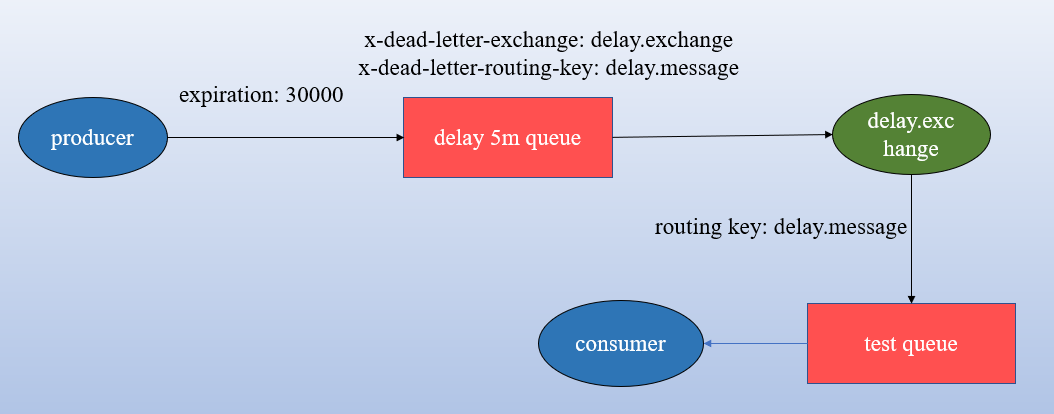 x-dead-letter-exchange: delay.exchange
x-dead-letter-routing-key: delay.message
expiration: 30000
producer
delay 5m queue
delay.exc
hange
routing key: delay.message
consumer
test queue